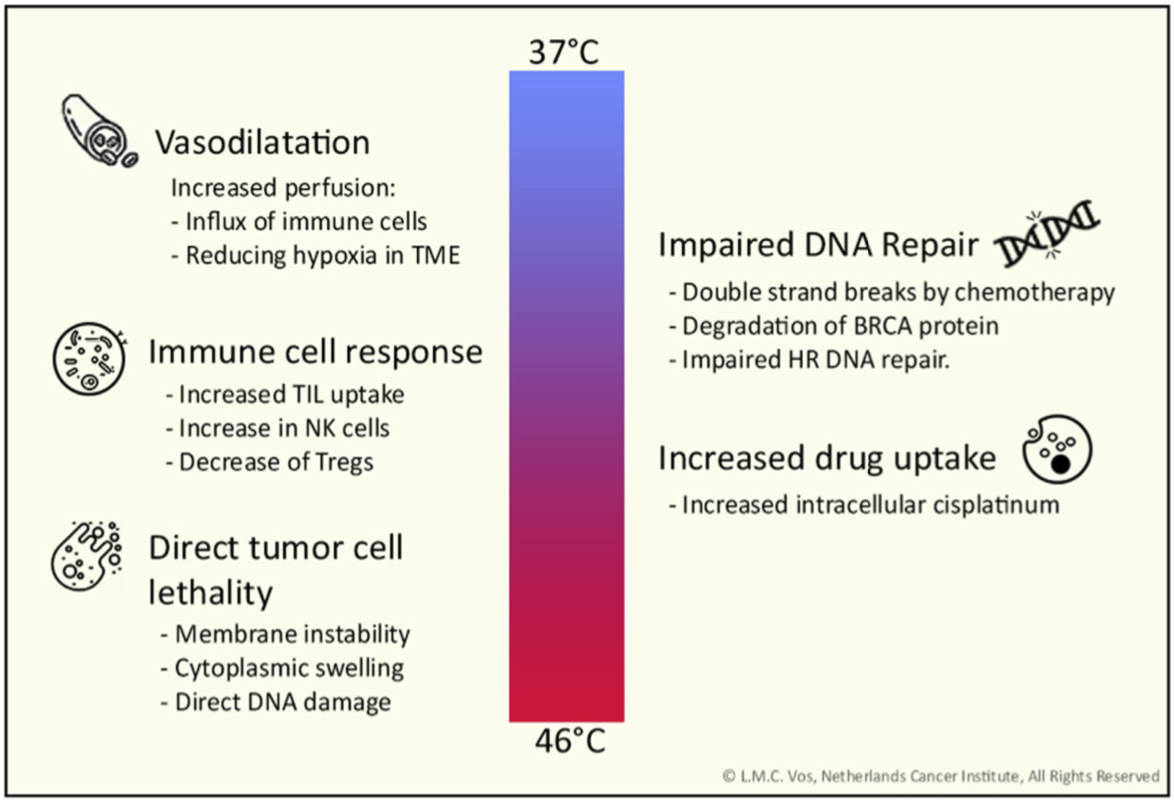 37°C
Vasodilatation
Increased perfusion:
- Influx of immune cells
- Reducing hypoxia in TME
Immune cell response
- Increased TIL uptake
- Increase in NK cells
- Decrease of Tregs
Direct tumor cell
lethality
- Membrane instability
- Cytoplasmic swelling
- Direct DNA damage
Impaired DNA Repair
- Double strand breaks by chemotherapy
- Degradation of BRCA protein
- Impaired HR DNA repair.
Increased drug uptake
- Increased intracellular cisplatinum
46°C
© L.M.C. Vos, Netherlands Cancer Institute, All Rights Reserved